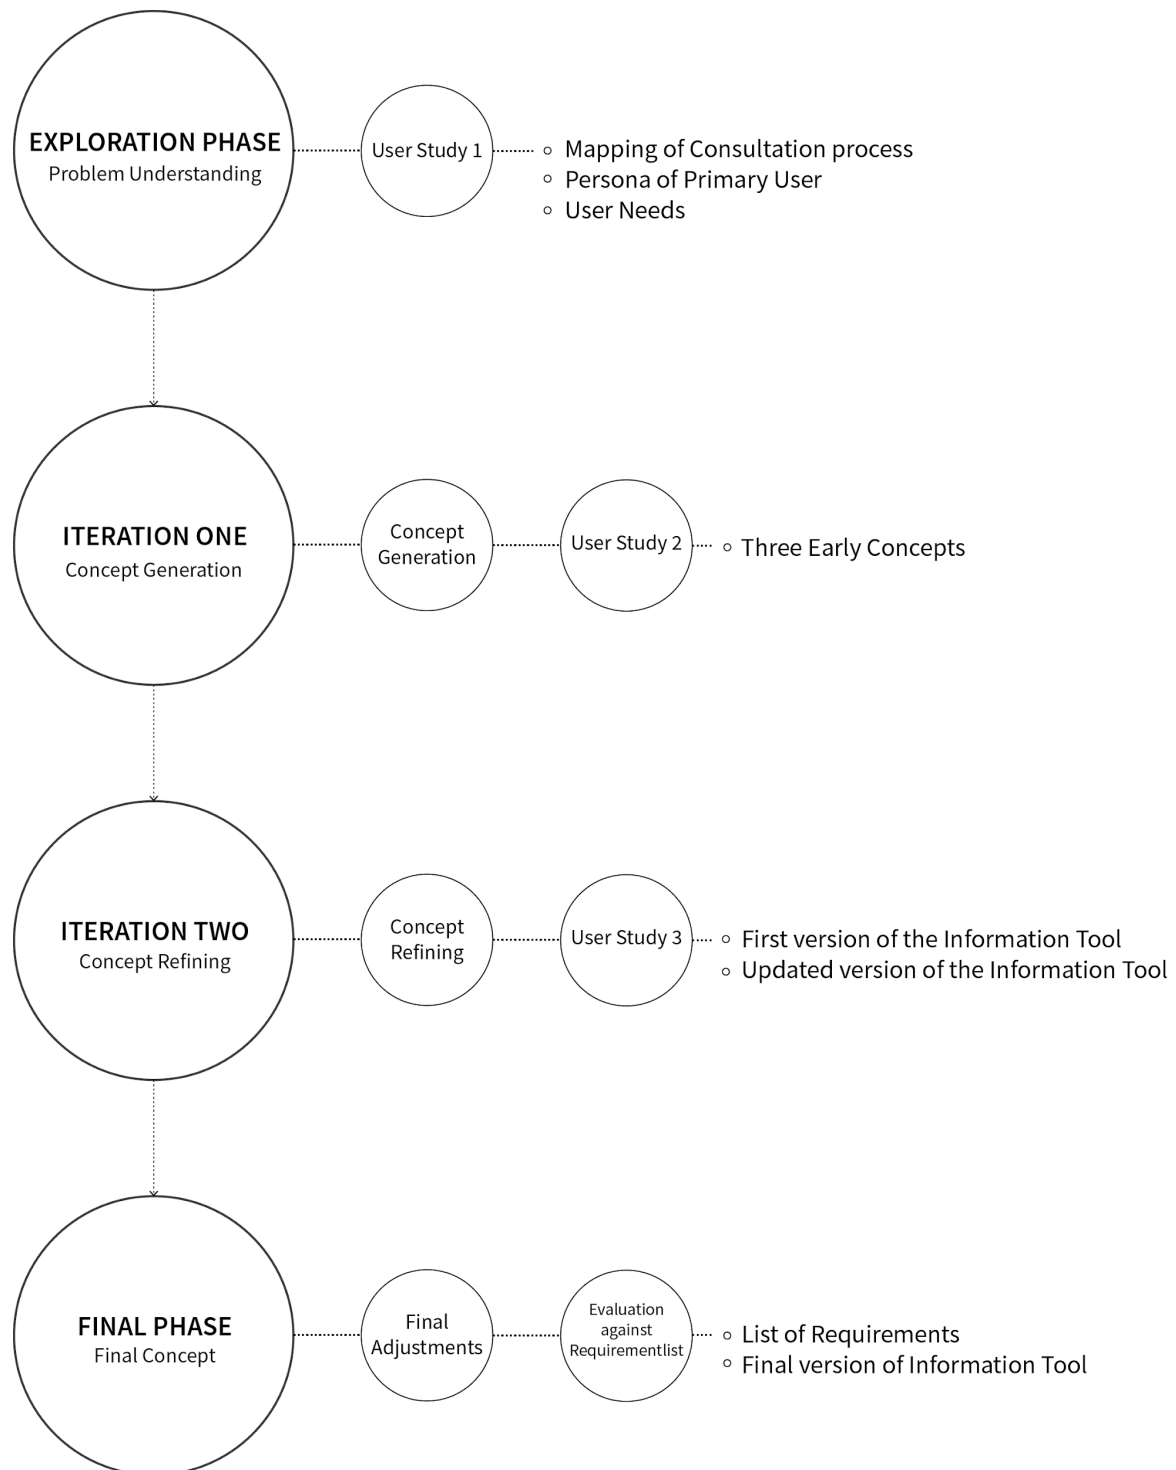 EXPLORATION PHASE
Problem Understanding
User Study 1
Mapping of Consultation process
Persona of Primary User
User Needs
ITERATION ONE
Concept Generation
Concept
Generation
User Study 2
Three Early Concepts
ITERATION TWO
Concept Refining
Concept
Refining
User Study 3
First version of the Information Tool
Updated version of the Information Tool
FINAL PHASE
Final Concept
Final
Adjustments
Evaluation
against
Requirementlist
List of Requirements
Final version of Information Tool